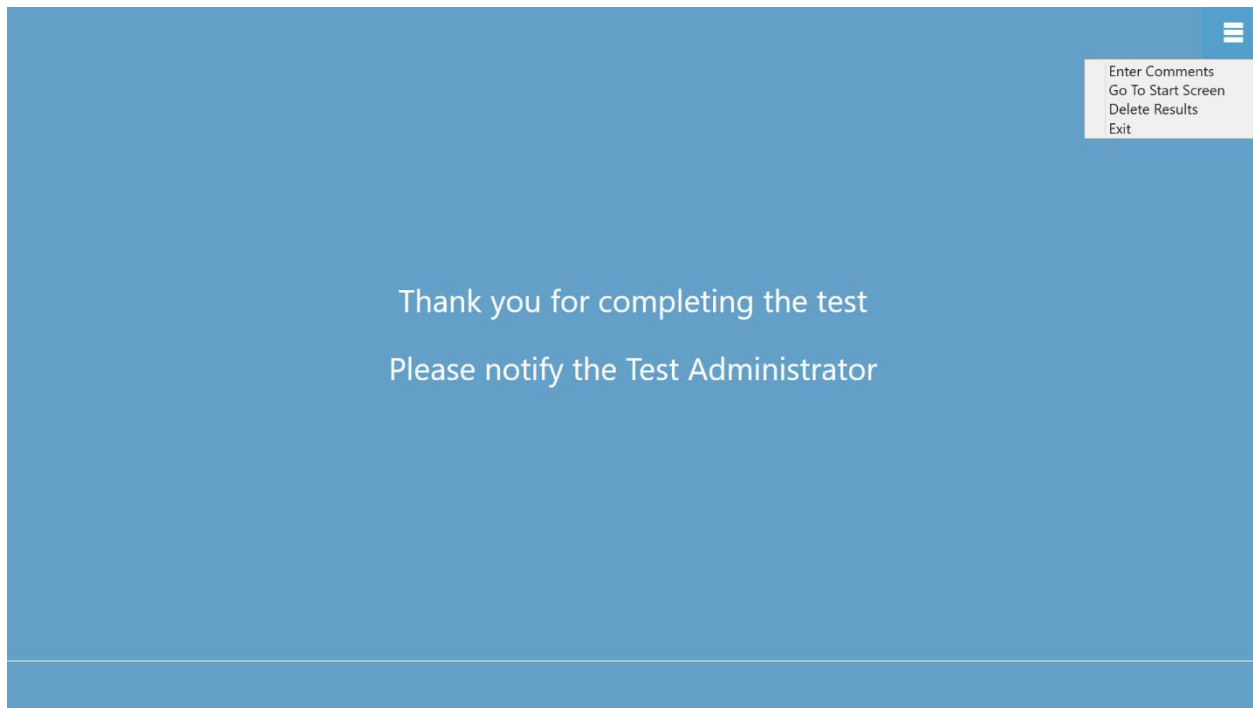 Enter Comments
Go To Start Screen
Delete Results
Exit
Thank you for completing the test
Please notify the Test Administrator